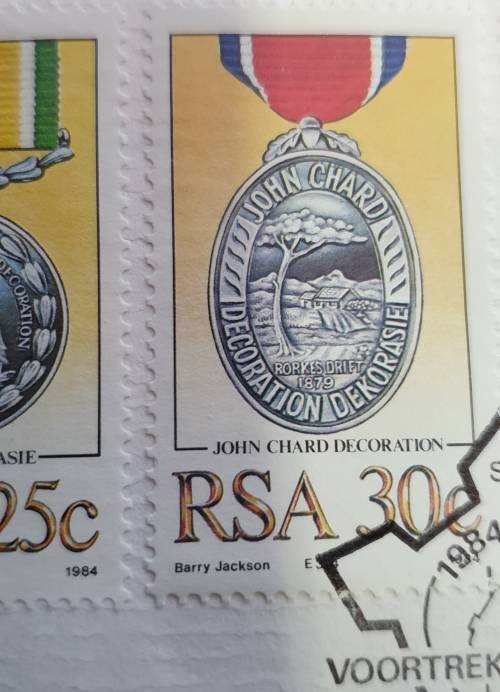 DECORATION
ASIE
25c
1984
JOHN CHARD
DECORATION DEKORASIE
RORKES DRIFT
1879
JOHN CHARD DECORATION
RSA 30c
Barry Jackson
1984
1984
VOORTREK